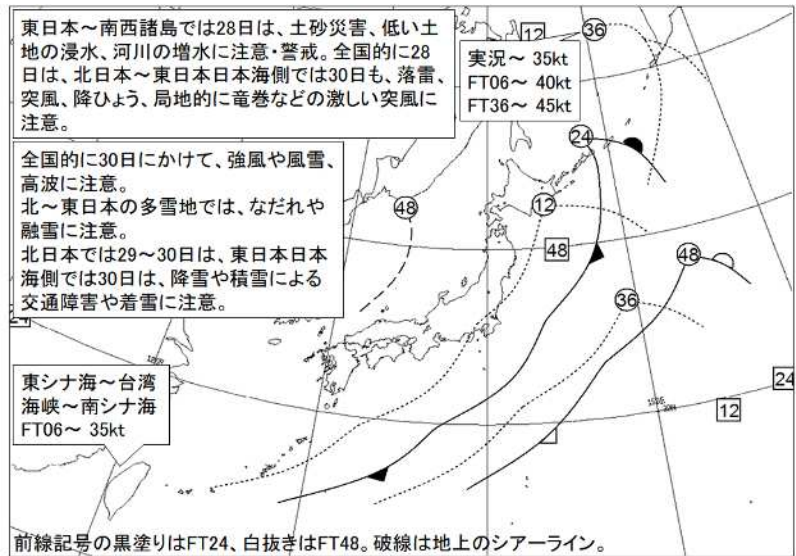 東日本～南西諸島では28日は、土砂災害、低い土
地の浸水、河川の増水に注意・警戒。全国的に28
日は、北日本～東日本日本海側では30日も、落雷、
突風、降ひょう、局地的に竜巻などの激しい突風に
注意。
12
36
実況～ 35kt
FT06～ 40kt
FT36～ 45kt
全国的に30日にかけて、強風や風雪、
高波に注意。
北～東日本の多雪地では、なだれや
融雪に注意。
北日本では29～30日は、東日本日本
海側では30日は、降雪や積雪による
交通障害や着雪に注意。
24
48
12
48
48
36
24
東シナ海～台湾
海峡～南シナ海
FT06～ 35kt
24
12
前線記号の黒塗りはFT24、白抜きはFT48。破線は地上のシアーライン。